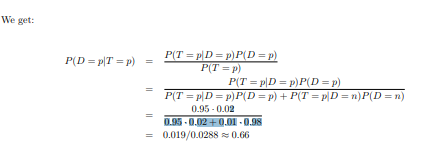 We get:
P(D = p|T = p) = P(T = p|D = p)P(D = p)
P(T = p)
= P(T = p|D = p)P(D = p)
P(T = p|D = p)P(D = p) + P(T = p|D = n)P(D = n)
= 0.95 · 0.02
0.95 · 0.02 + 0.01 · 0.98
= 0.019/0.0288 ≈ 0.66